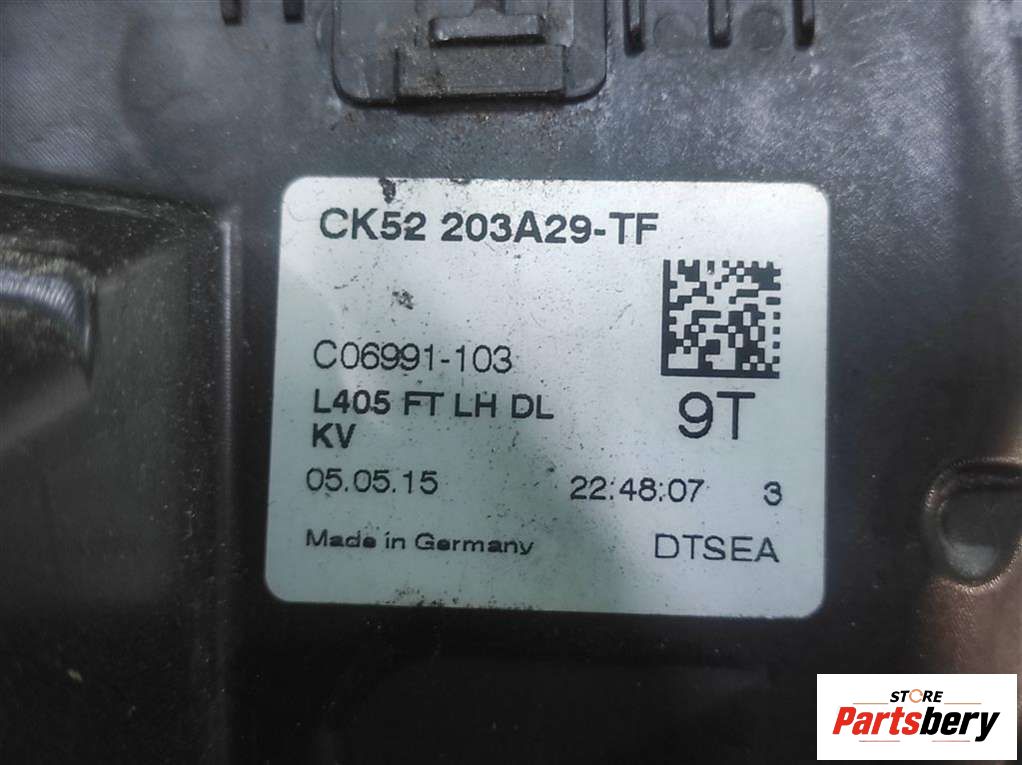 CK52 203A29-TF
C06991-103
L405 FT LH DL
9T
KV
05.05.15 22:48:07 3
Made in Germany DTSEA
STORE
Partsbery